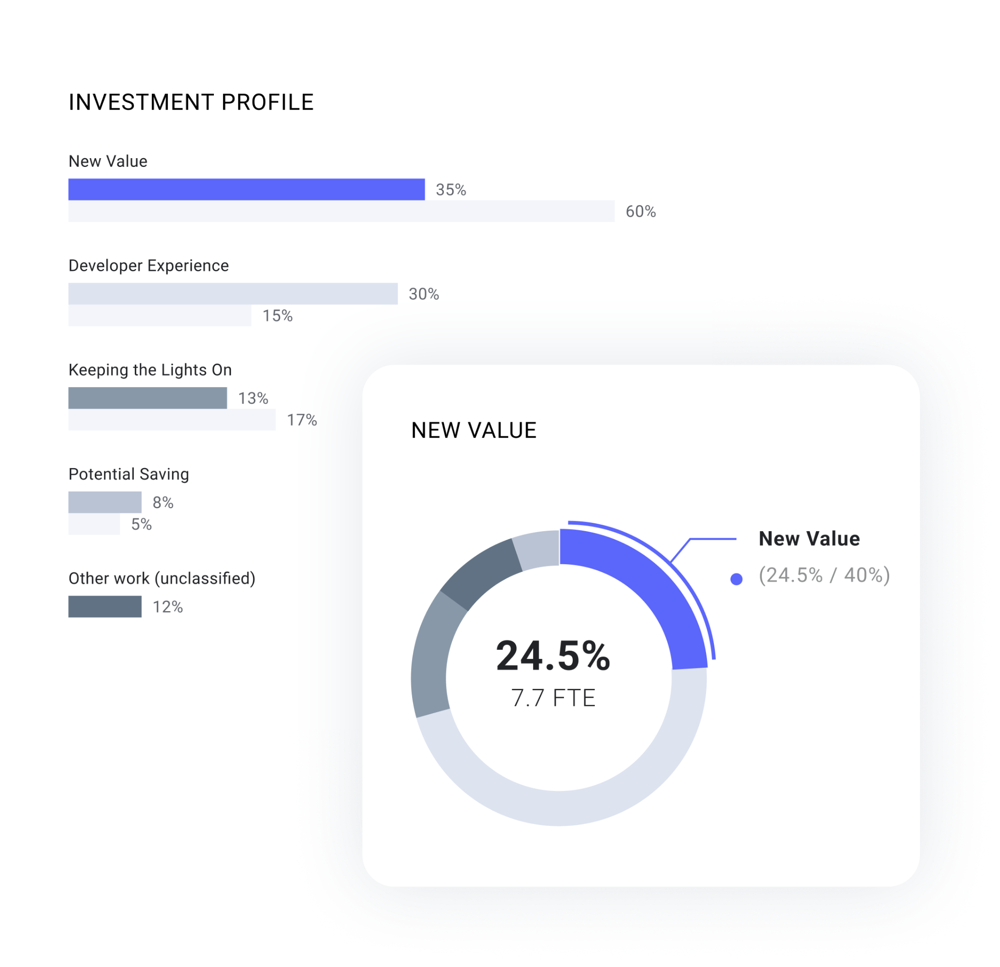 INVESTMENT PROFILE
New Value
35%
60%
Developer Experience
30%
15%
Keeping the Lights On
13%
17%
Potential Saving
8%
5%
Other work (unclassified)
12%
NEW VALUE
New Value
(24.5% / 40%)
24.5%
7.7 FTE